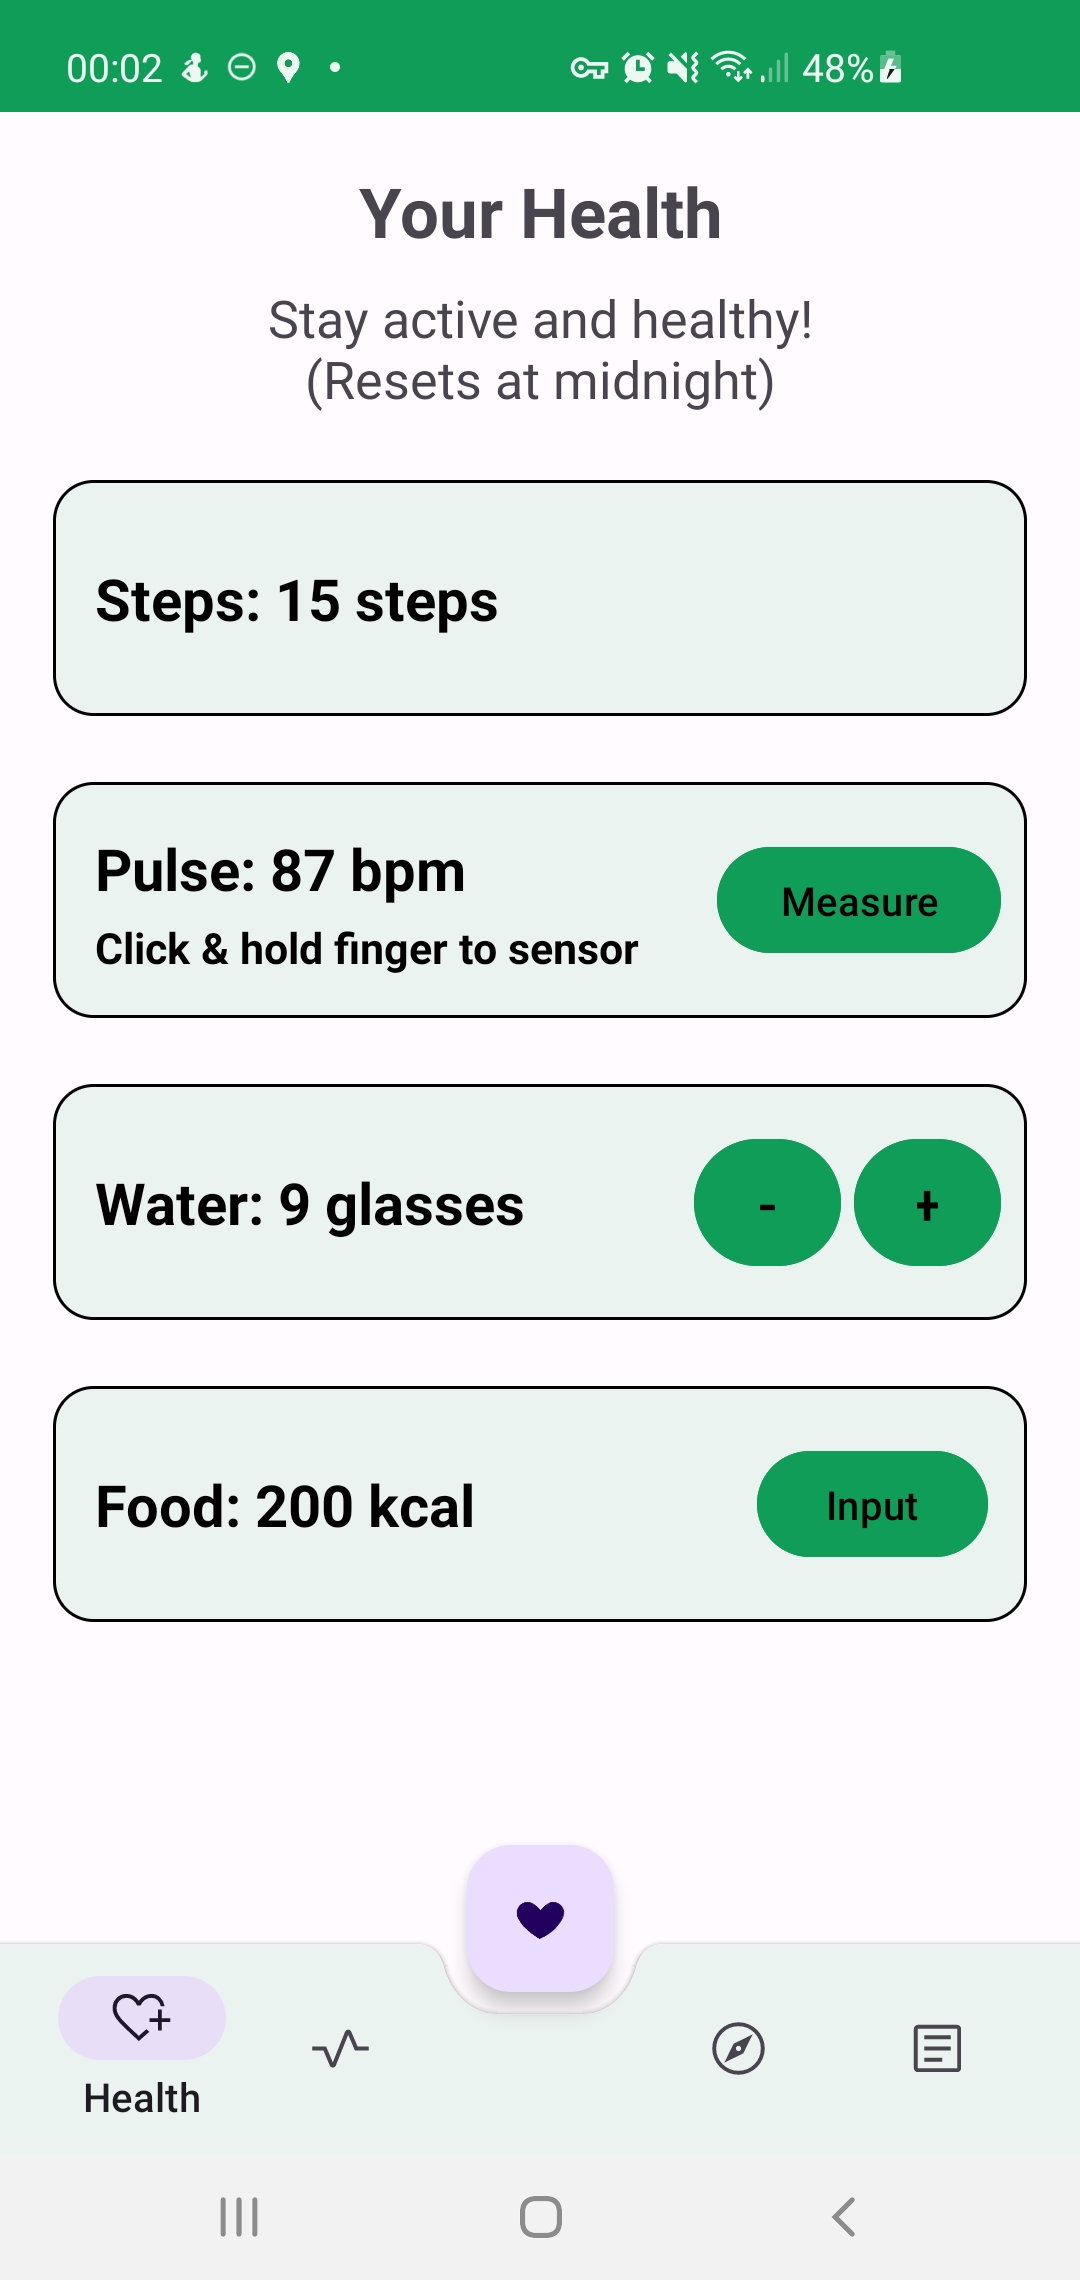 00:02
48%
Your Health
Stay active and healthy!
(Resets at midnight)
Steps: 15 steps
Pulse: 87 bpm
Click & hold finger to sensor
Measure
Water: 9 glasses
-
+
Food: 200 kcal
Input
Health